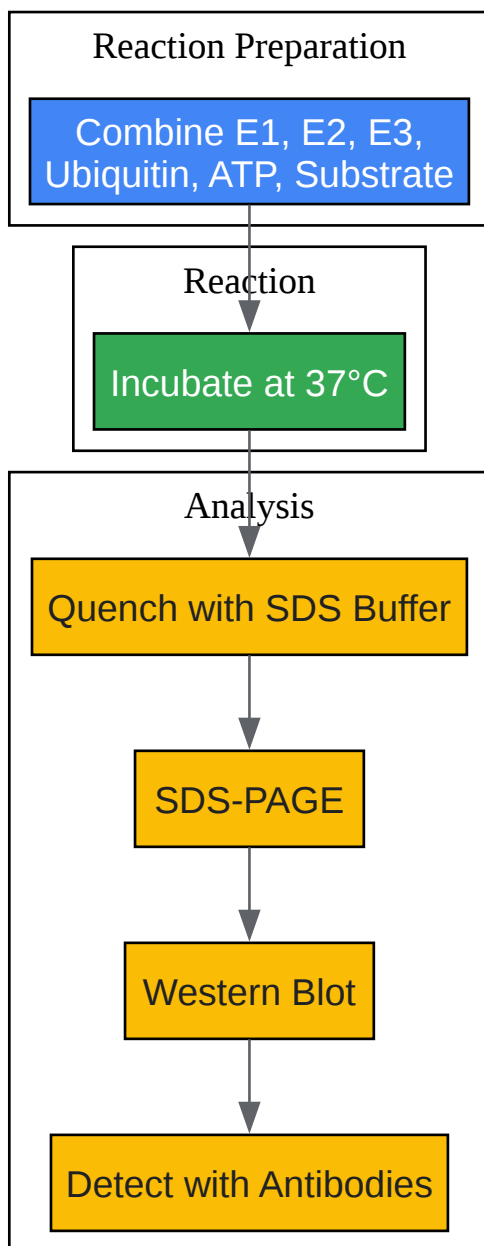 Reaction Preparation
Combine E1, E2, E3,
Ubiquitin, ATP, Substrate
Reaction
Incubate at 37°C
Analysis
Quench with SDS Buffer
SDS-PAGE
Western Blot
Detect with Antibodies